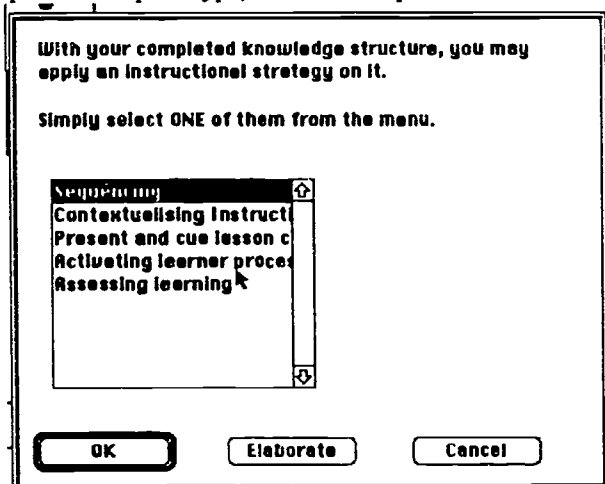 With your completed knowledge structure, you may
apply an instructional strategy on it.
Simply select ONE of them from the menu.
Sequencing
Contextualising Instructi
Present and cue lesson c
Activating learner proces
Assessing learning
OK
Elaborate
Cancel